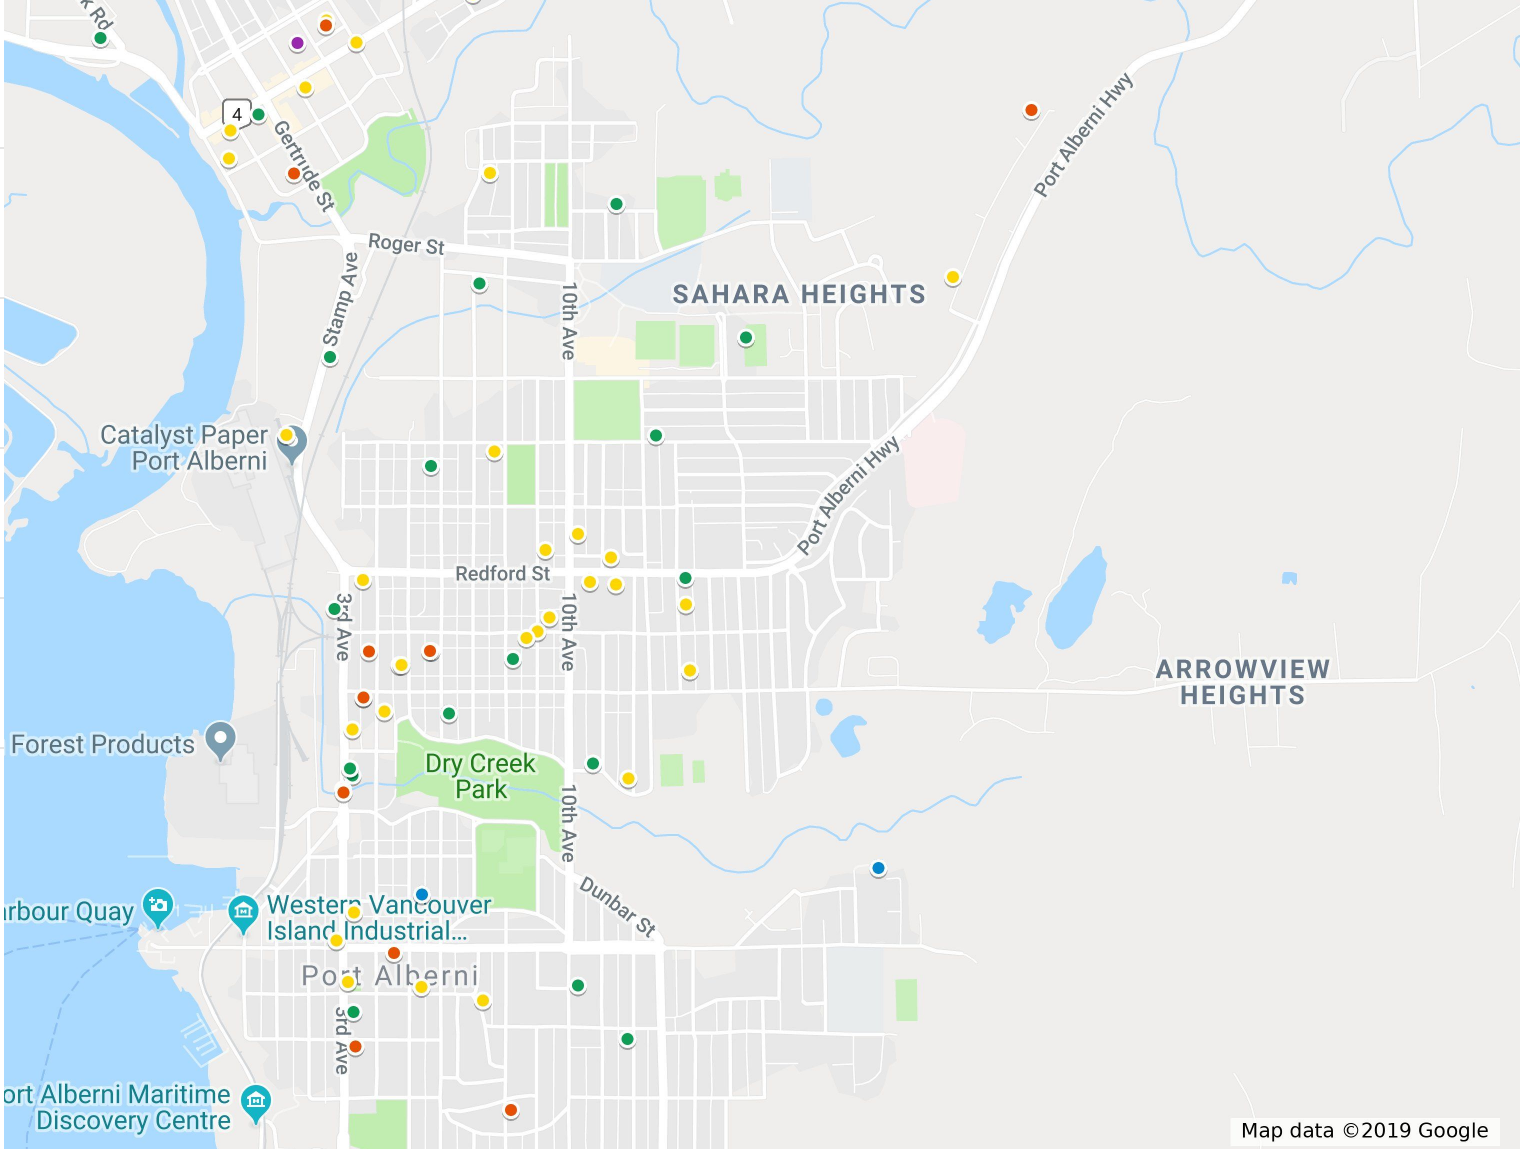 k Rd
4
Gertrude St
Port Alberni Hwy
Roger St
Stamp Ave
10th Ave
SAHARA HEIGHTS
Catalyst Paper
Port Alberni
Port Alberni Hwy
Redford St
3rd Ave
10th Ave
ARROWVIEW
HEIGHTS
Forest Products
Dry Creek
Park
10th Ave
Dunbar St
arbour Quay
Western Vancouver
Island Industrial...
Port Alberni
3rd Ave
ort Alberni Maritime
Discovery Centre
Map data ©2019 Google